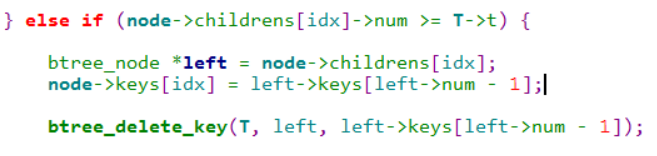 } else if (node->childrens[idx]->num >= T->t) {
btree_node *left = node->childrens[idx];
node->keys[idx] = left->keys[left->num - 1];
btree_delete_key(T, left, left->keys[left->num - 1]);